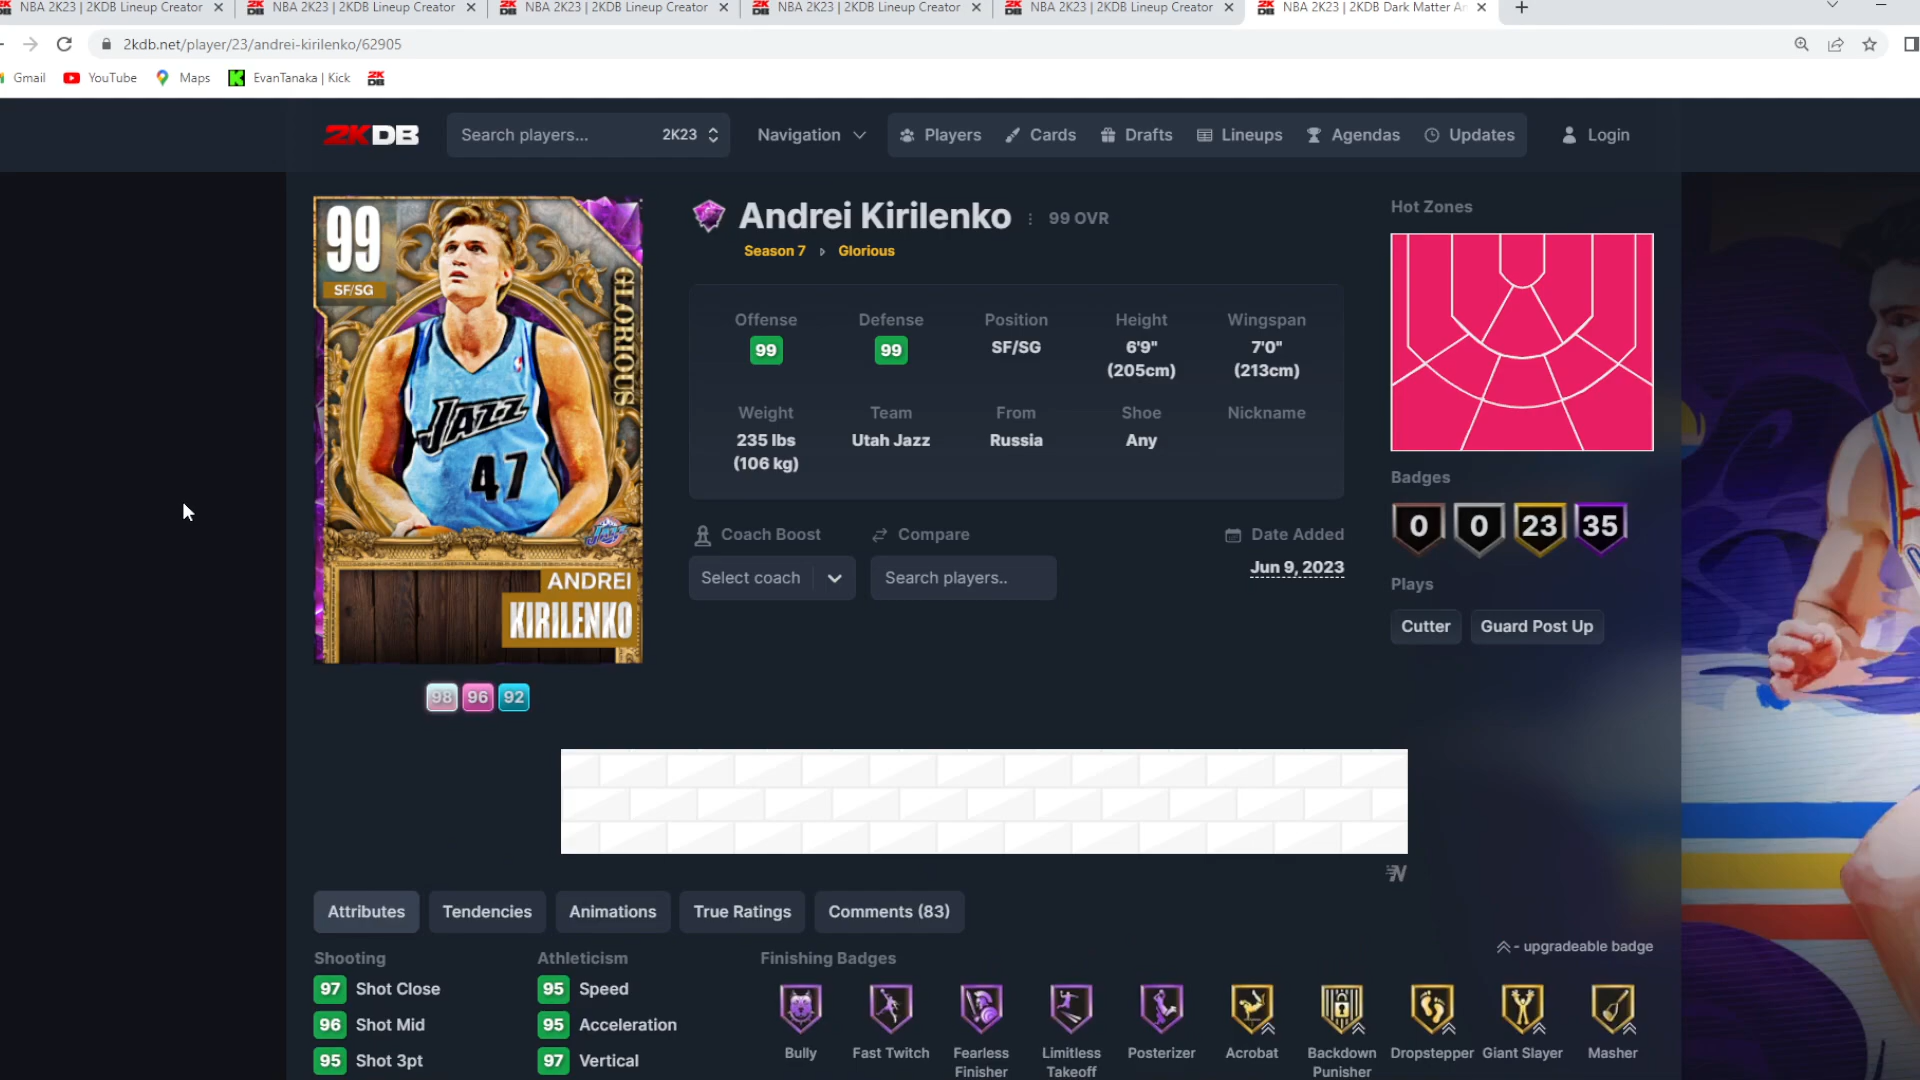 NBA 2K23 | 2KDB Lineup Creator
NBA 2K23 | 2KDB Lineup Creator
NBA 2K23 | 2KDB Lineup Creator
NBA 2K23 | 2KDB Lineup Creator
NBA 2K23 | 2KDB Lineup Creator
NBA 2K23 | 2KDB Dark Matter An
2kdb.net/player/23/andrei-kirilenko/62905
Gmail
YouTube
Maps
EvanTanaka | Kick
2K
DB
2KDB
Search players...
2K23
Navigation
Players
Cards
Drafts
Lineups
Agendas
Updates
Login
99
SF/SG
GLORIOUS
JAZZ
47
JAZZ
ANDREI
KIRILENKO
98 96 92
Andrei Kirilenko
99 OVR
Season 7
Glorious
Offense Defense Position Height Wingspan
99 99 SF/SG 6'9" 7'0"
(205cm) (213cm)
Weight Team From Shoe Nickname
235 lbs Utah Jazz Russia Any
(106 kg)
Coach Boost
Compare
Date Added
Select coach
Search players..
Jun 9, 2023
Hot Zones
Badges
0 0 23 35
Plays
Cutter
Guard Post Up
Attributes
Tendencies
Animations
True Ratings
Comments (83)
- upgradeable badge
Shooting
97 Shot Close
96 Shot Mid
95 Shot 3pt
Athleticism
95 Speed
95 Acceleration
97 Vertical
Finishing Badges
Bully
Fast Twitch
Fearless
Finisher
Limitless
Takeoff
Posterizer
Acrobat
Backdown
Punisher
Dropstepper
Giant Slayer
Masher